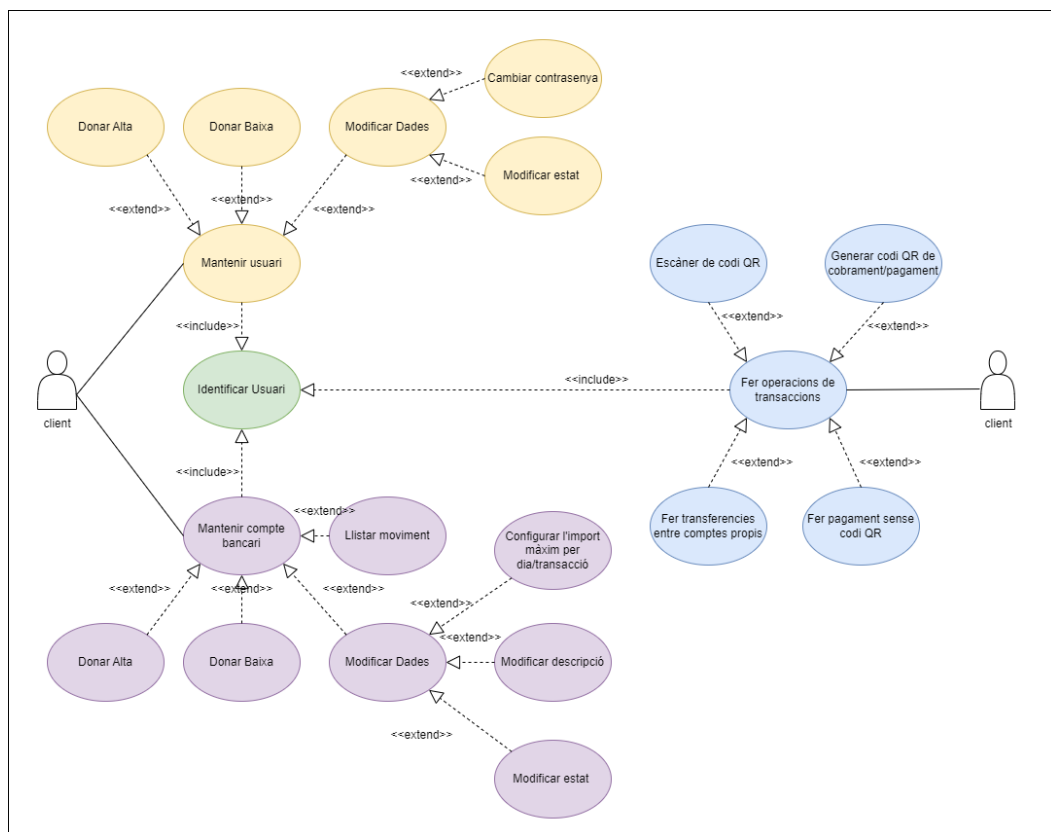 Cambiar contrasenya
<<extend>>
Donar Alta
Donar Baixa
Modificar Dades
<<extend>>
Modificar estat
<<extend>>
<<extend>>
<<extend>>
Mantenir usuari
Escàner de codi QR
Generar codi QR de
cobrament/pagament
<<extend>>
<<extend>>
<<include>>
Identificar Usuari
<<include>>
Fer operacions de
transaccions
client
client
<<extend>>
<<extend>>
<<include>>
<<extend>>
Mantenir compte
bancari
Llistar moviment
Fer transferencies
entre comptes propis
Fer pagament sense
codi QR
Configurar l'import
màxim per
dia/transacció
<<extend>>
<<extend>>
<<extend>>
<<extend>>
<<extend>>
Donar Alta
Donar Baixa
Modificar Dades
Modificar descripció
<<extend>>
Modificar estat